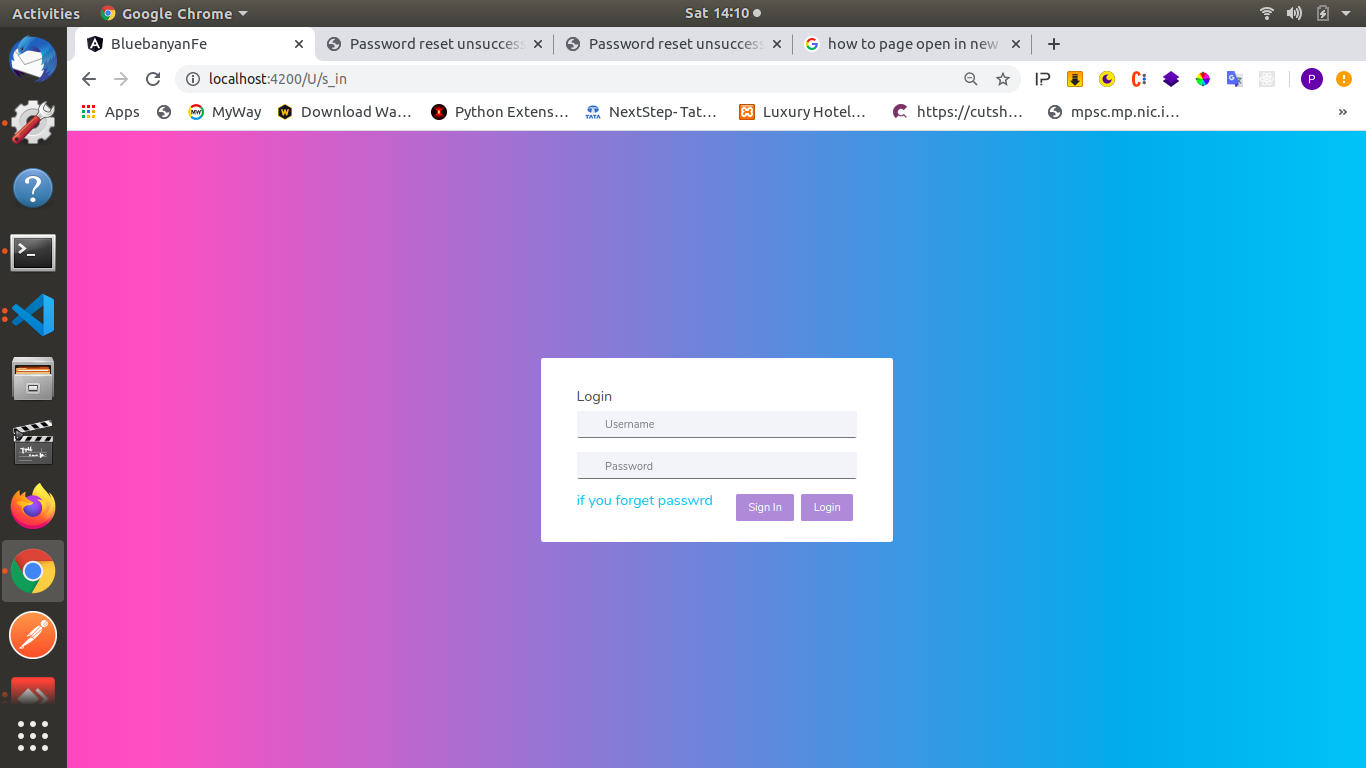 Activities Google Chrome Sat 14:10
BluebanyanFe Password reset unsuccess Password reset unsuccess how to page open in new
localhost:4200/U/s_in
Apps MyWay Download Wa… Python Extens… NextStep- Tat… Luxury Hotel… https://cutsh… mpsc.mp.nic.i… »
Login
Username
Password
if you forget passwrd Sign In Login